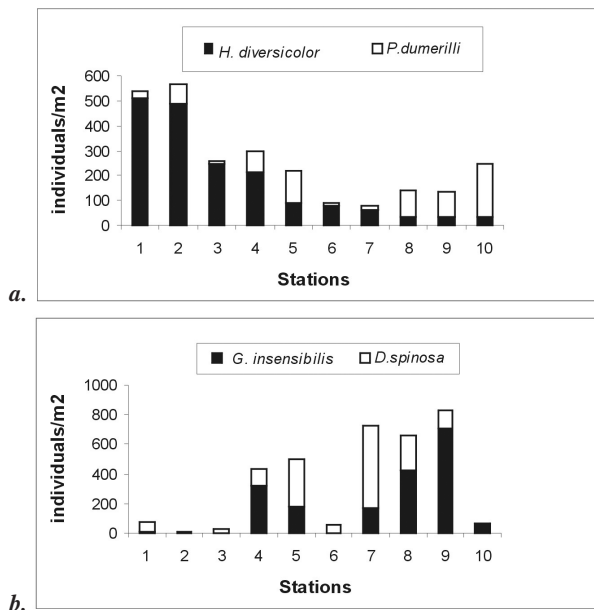 H. diversicolor P.dumerilli
600
500
400
300
200
100
0
individuals/m2
1 2 3 4 5 6 7 8 9 10
Stations
a.
G. insensibilis D.spinosa
1000
800
600
400
200
0
individuals/m2
1 2 3 4 5 6 7 8 9 10
Stations
b.